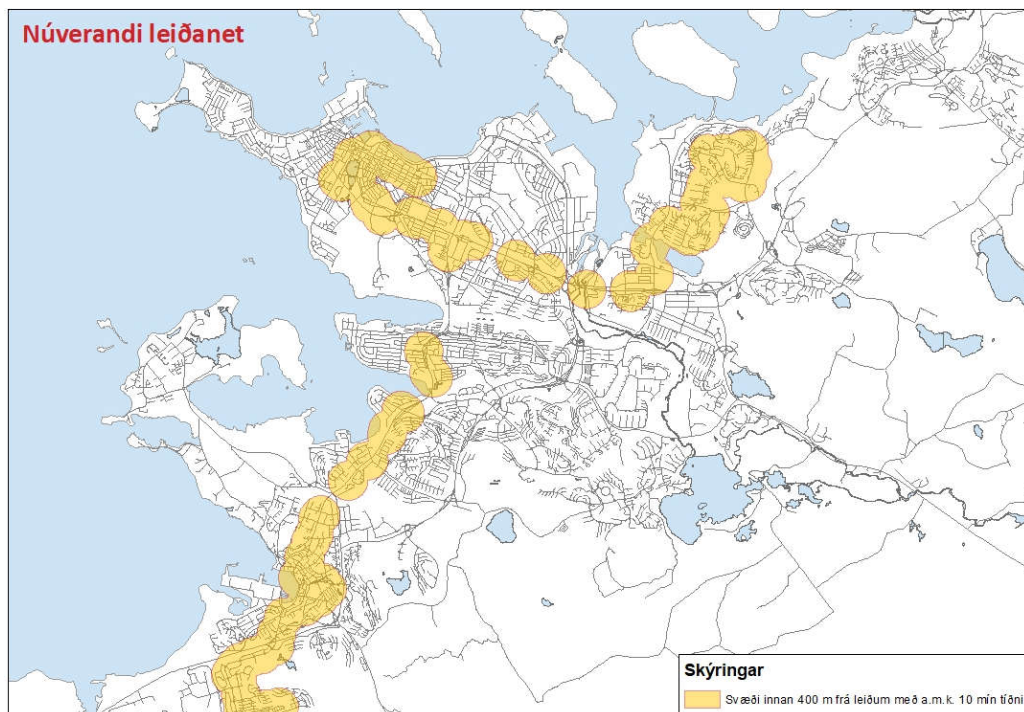 Núverandi leiðanet
Skýringar
Svæði innan 400 m frá leiðum með a.m.k. 10 mín tíðni